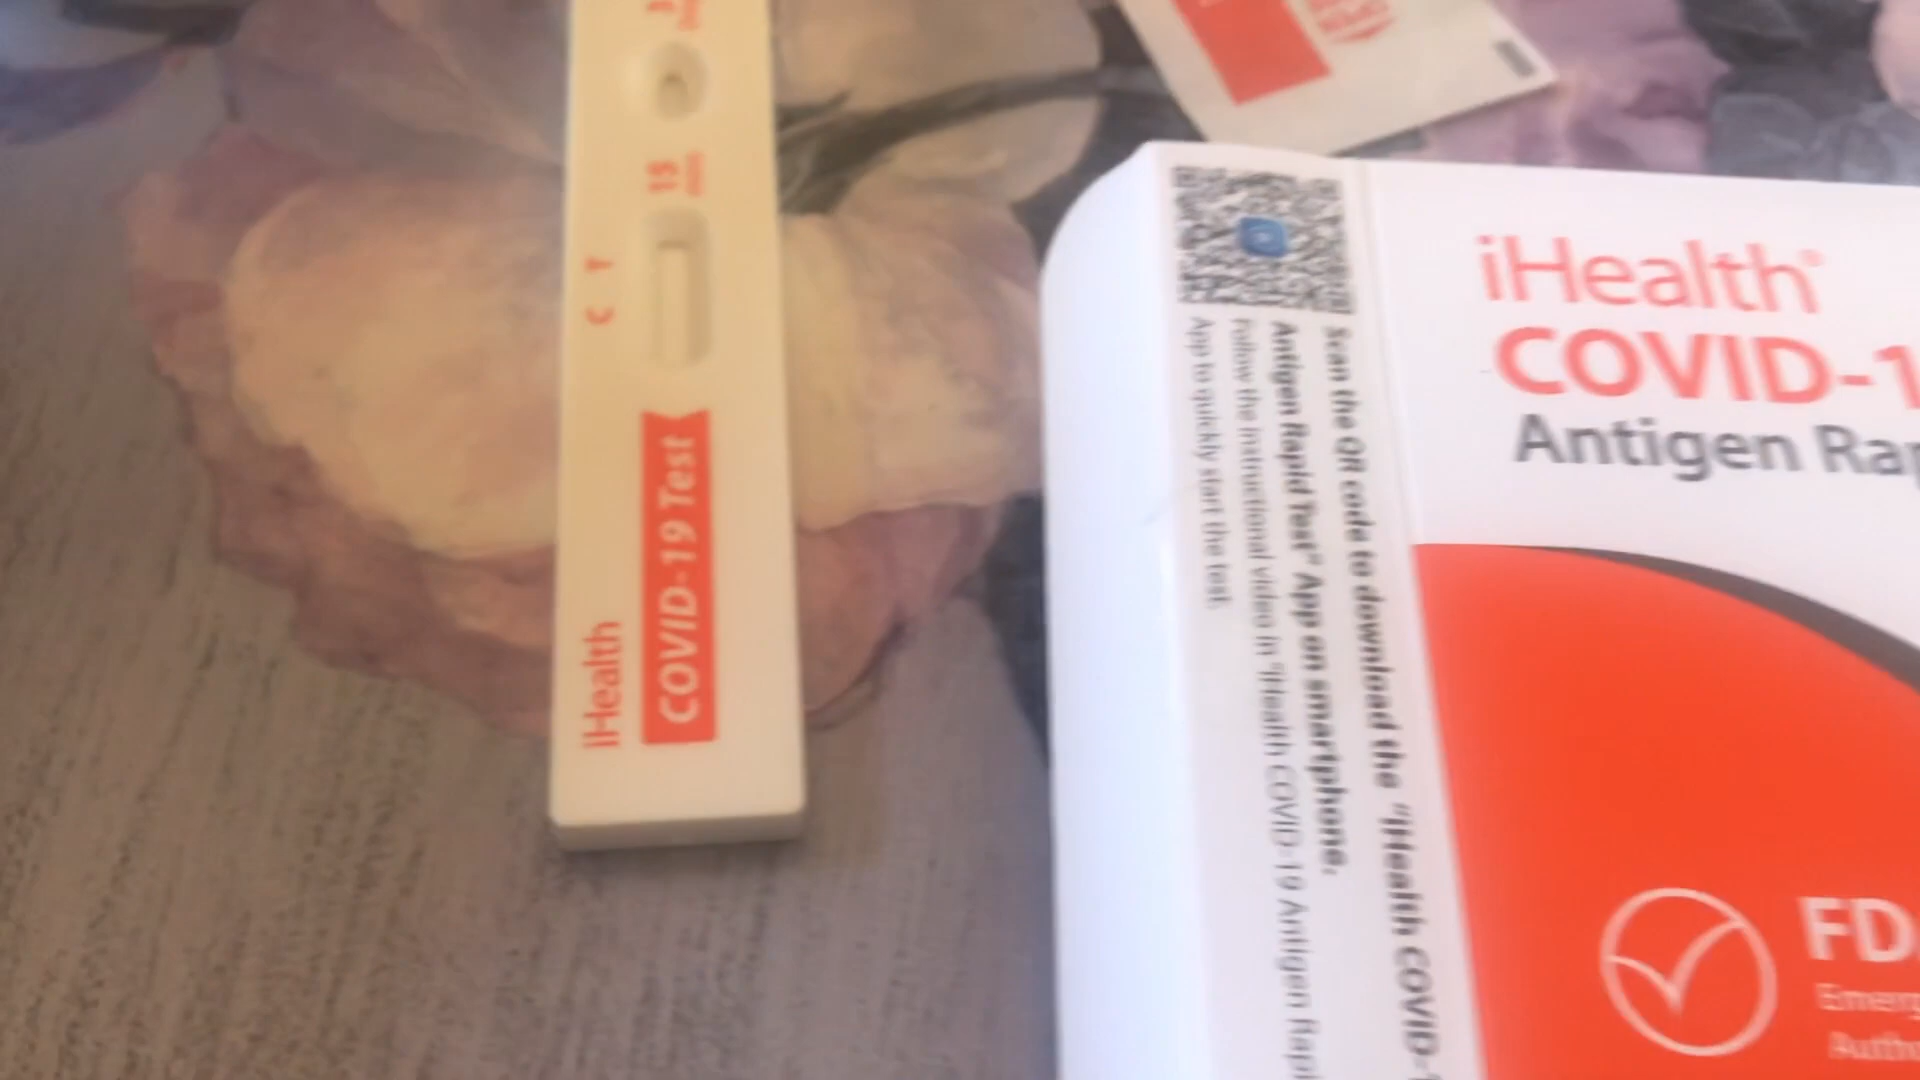 15
T
C
iHealth
COVID-19 Test
Scan the QR code to download the "iHealth COVID-
Antigen Rapid Test" App on smartphone.
Follow the instructional video in "iHealth COVID-19 Antigen Rapi
App to quickly start the test.
iHealth®
COVID-1
Antigen Rap
FD
Emerg
Autho